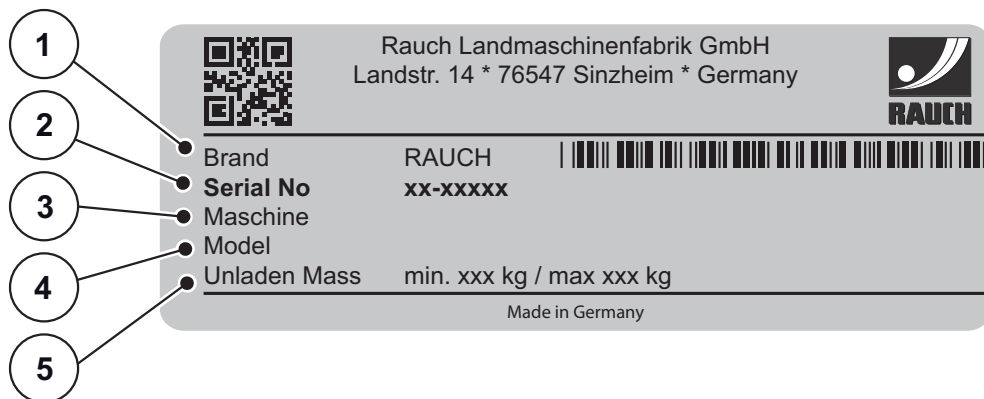 1
2
3
4
5
Rauch Landmaschinenfabrik GmbH
Landstr. 14 * 76547 Sinzheim * Germany
RAUCH
Brand RAUCH
Serial No xx-xxxxx
Maschine
Model
Unladen Mass min. xxx kg / max xxx kg
Made in Germany